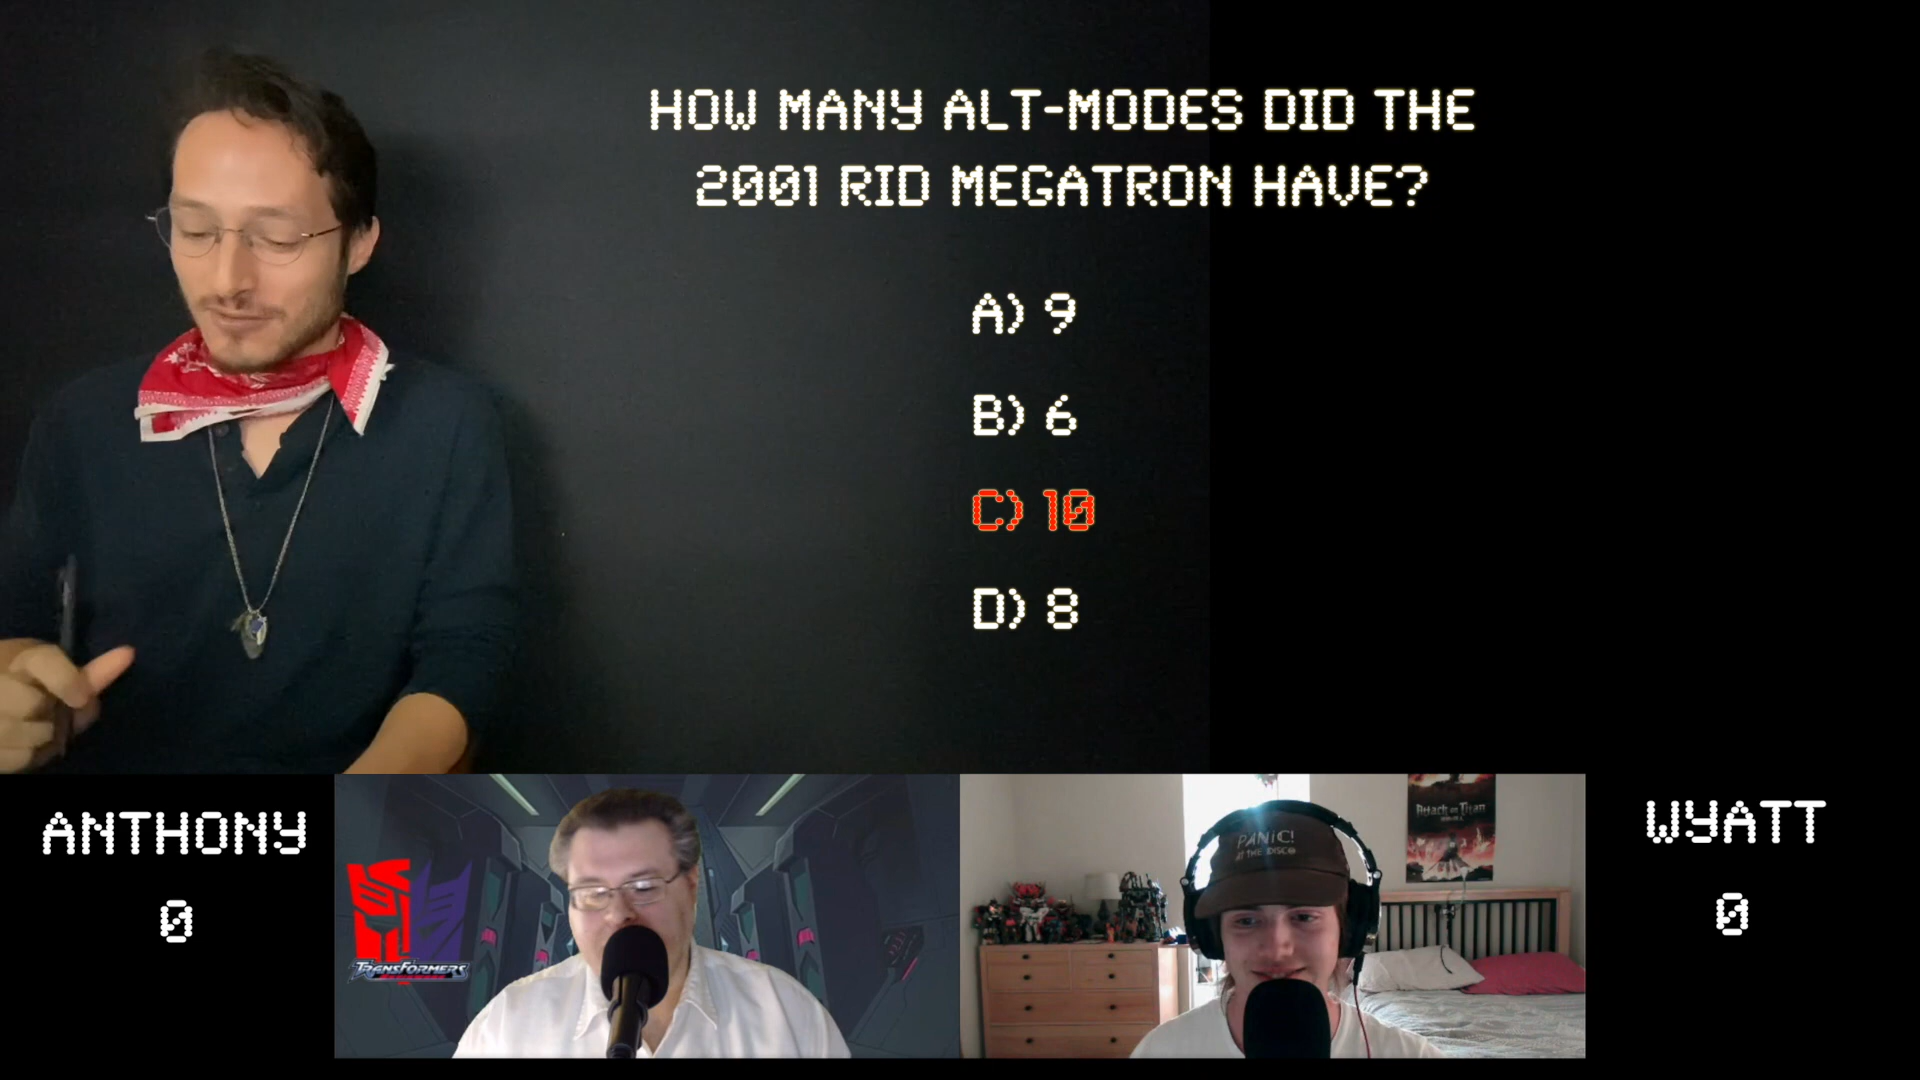 HOW MANY ALT-MODES DID THE
2001 RID MEGATRON HAVE?
A) 9
B) 6
C) 10
D) 8
ANTHONY
0
TRANSFORMERS
PANIC!
AT THE DISCO
Attack on Titan
WYATT
0